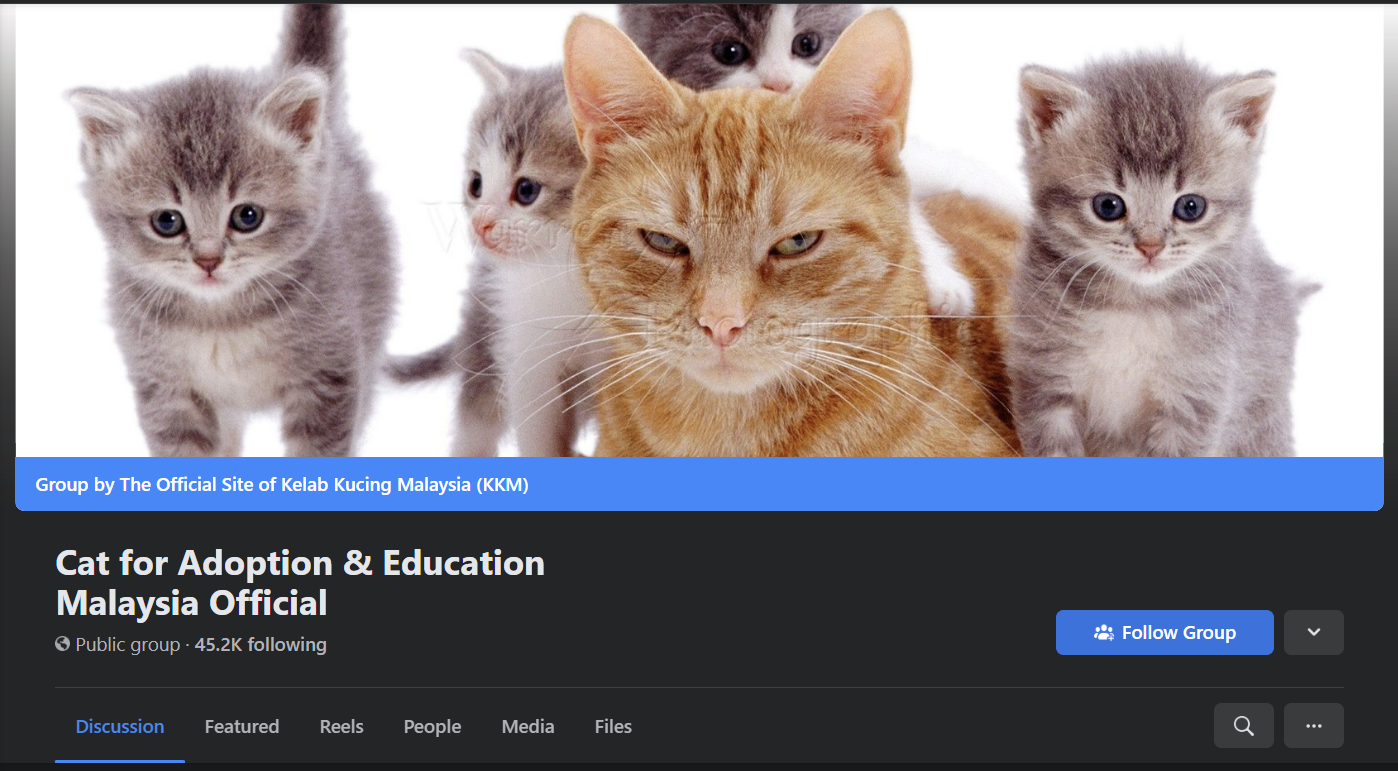 Group by The Official Site of Kelab Kucing Malaysia (KKM)
Cat for Adoption & Education
Malaysia Official
Public group · 45.2K following
Follow Group
Discussion
Featured
Reels
People
Media
Files